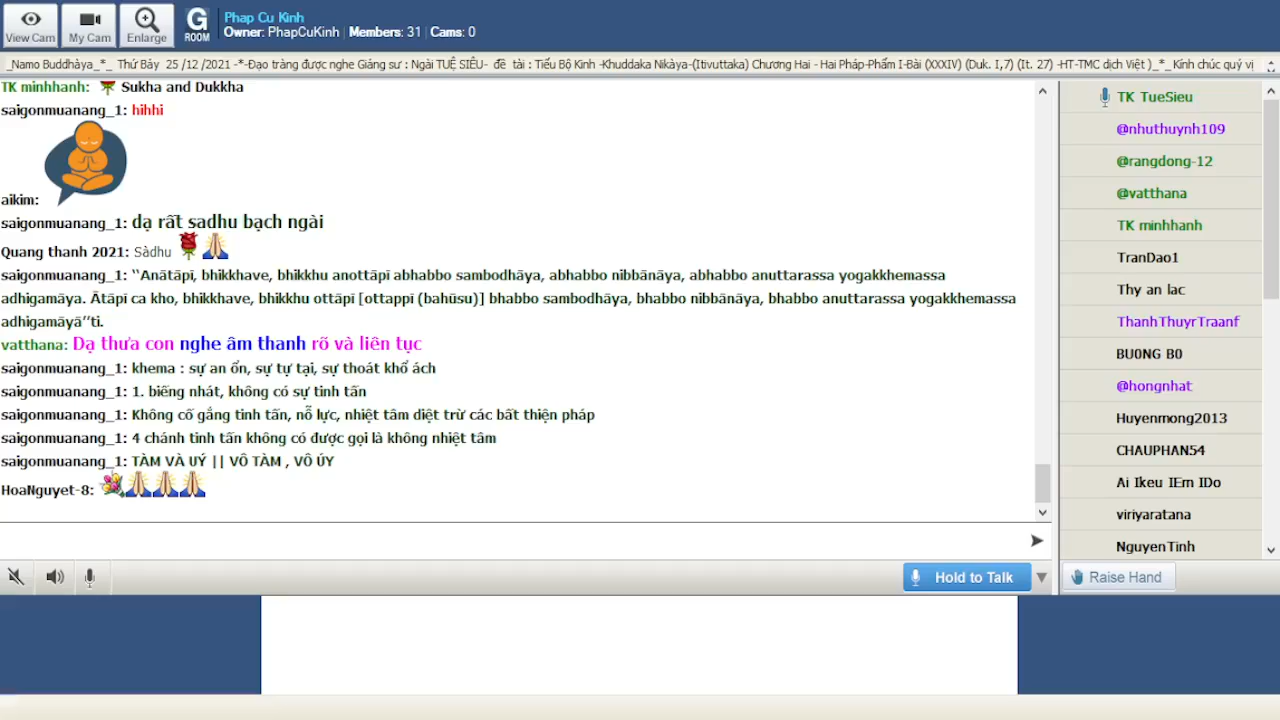 View Cam
My Cam
Enlarge
G
ROOM
Phap Cu Kinh
Owner: PhapCuKinh | Members: 31 | Cams: 0
_Namo Buddhàya_*_ Thứ Bảy 25 /12 /2021 -*-Đạo tràng được nghe Giảng sư : Ngài TUỆ SIÊU- đề tài : Tiểu Bộ Kinh -Khuddaka Nikàya-(Itivuttaka) Chương Hai - Hai Pháp-Phẩm I-Bài (XXXIV) (Duk. I,7) (It. 27) -HT-TMC dịch Việt )_*_ Kính chúc quý vị
TK minhhanh: Sukha and Dukkha
saigonmuanang_1: hihhi
aikim:
saigonmuanang_1: dạ rất sadhu bạch ngài
Quang thanh 2021: Sàdhu
saigonmuanang_1: ‘‘Anātāpī, bhikkhave, bhikkhu anottāpī abhabbo sambodhāya, abhabbo nibbānāya, abhabbo anuttarassa yogakkhemassa
adhigamāya. Ātāpī ca kho, bhikkhave, bhikkhu ottāpī [ottappī (bahūsu)] bhabbo sambodhāya, bhabbo nibbānāya, bhabbo anuttarassa yogakkhemassa
adhigamāyā’’ti.
vatthana: Dạ thưa con nghe âm thanh rõ và liên tục
saigonmuanang_1: khema : sự an ổn, sự tự tại, sự thoát khổ ách
saigonmuanang_1: 1. biếng nhát, không có sự tinh tấn
saigonmuanang_1: Không cố gắng tinh tấn, nỗ lực, nhiệt tâm diệt trừ các bất thiện pháp
saigonmuanang_1: 4 chánh tinh tấn không có được gọi là không nhiệt tâm
saigonmuanang_1: TÀM VÀ UÝ || VÔ TÀM , VÔ ÚY
HoaNguyet-8:
Hold to Talk
TK TueSieu
@nhuthuynh109
@rangdong-12
@vatthana
TK minhhanh
TranDao1
Thy an lac
ThanhThuyrTraanf
BU0NG B0
@hongnhat
Huyenmong2013
CHAUPHAN54
Ai Ikeu IEm IDo
viriyaratana
NguyenTinh
Raise Hand